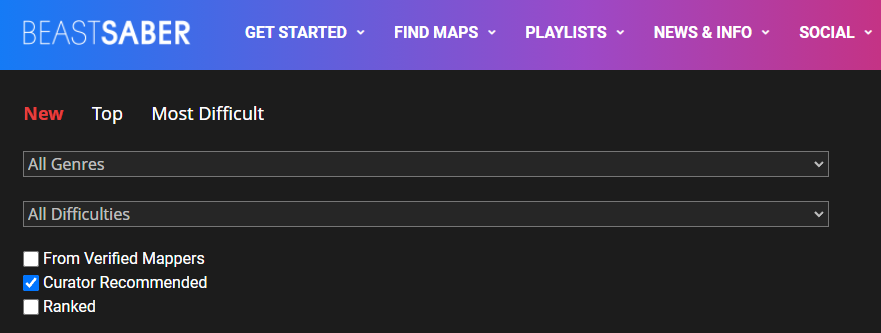 BEASTSABER GET STARTED FIND MAPS PLAYLISTS NEWS & INFO SOCIAL
New Top Most Difficult
All Genres
All Difficulties
From Verified Mappers
Curator Recommended
Ranked